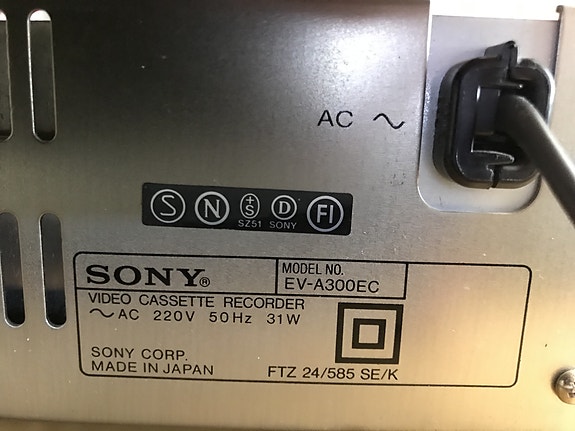 AC ~
S N +S D FI
SZ51 SONY
SONY®
MODEL NO.
EV-A300EC
VIDEO CASSETTE RECORDER
~ AC 220V 50Hz 31W
SONY CORP.
MADE IN JAPAN
FTZ 24/585 SE/K